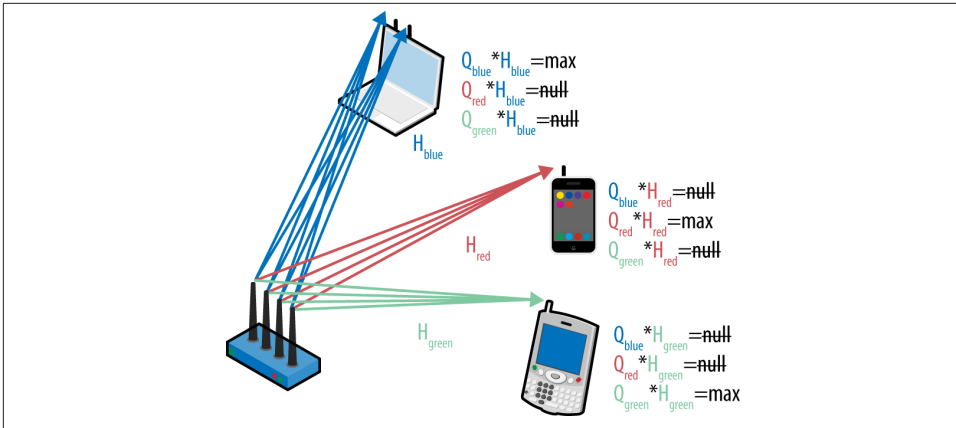 Qblue*Hblue=max
Qred*Hblue=null
Qgreen*Hblue=null
Hblue
Qblue*Hred=null
Qred*Hred=max
Qgreen*Hred=null
Hred
Hgreen
Qblue*Hgreen=null
Qred*Hgreen=null
Qgreen*Hgreen=max